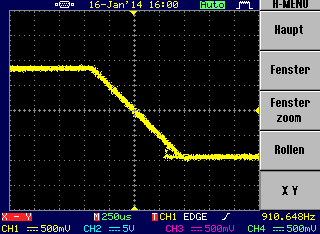 16-Jan'14 16:00 Auto
H-MENU
Haupt
Fenster
Fenster
zoom
Rollen
X Y
X - Y M 250us T CH1 EDGE 910.648Hz
CH1 500mV CH2 5V CH3 500mV CH4 500mV